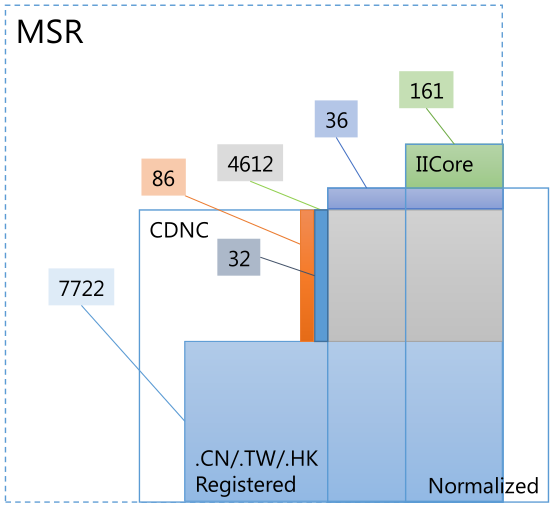 MSR
161
36
IICore
4612
86
CDNC
32
7722
.CN/.TW/.HK
Registered
Normalized